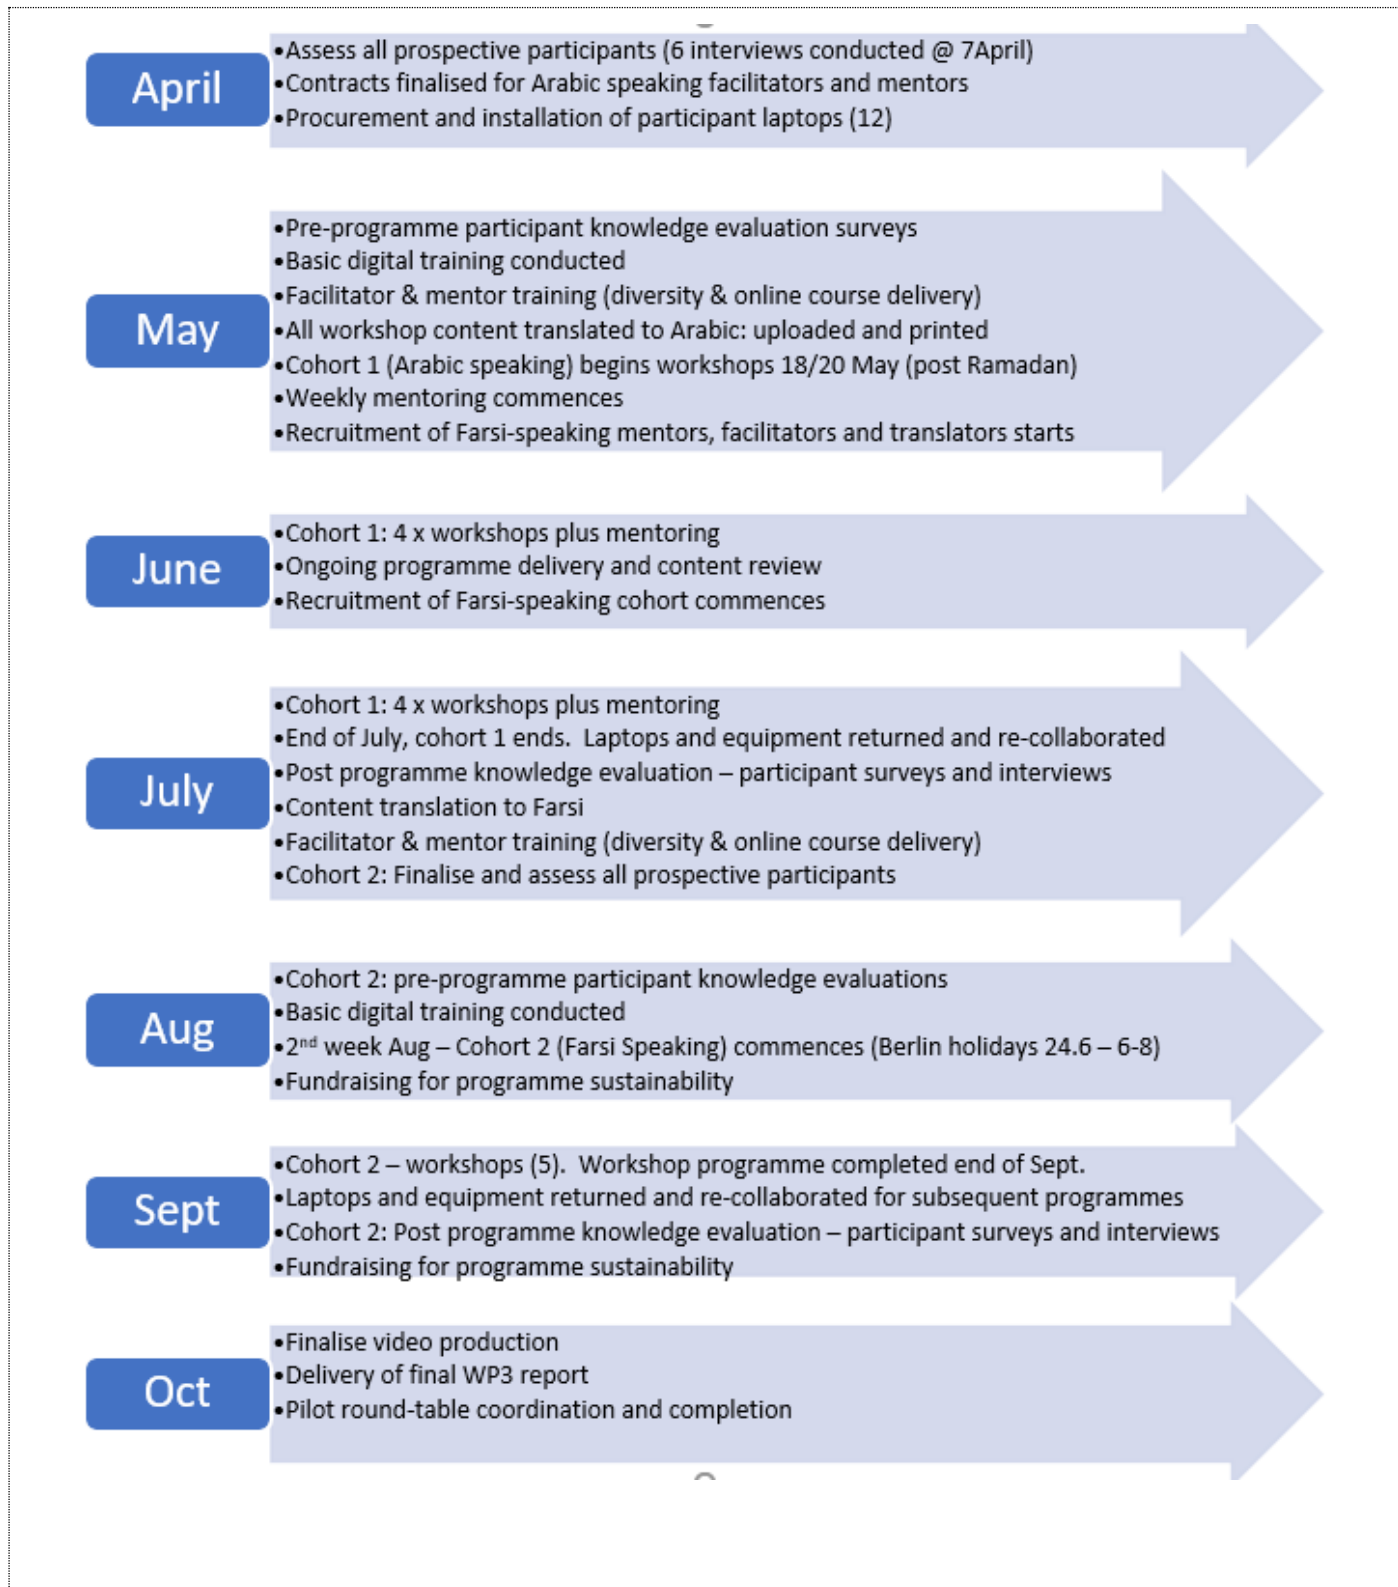 April
•Assess all prospective participants (6 interviews conducted @ 7April)
•Contracts finalised for Arabic speaking facilitators and mentors
•Procurement and installation of participant laptops (12)
May
•Pre-programme participant knowledge evaluation surveys
•Basic digital training conducted
•Facilitator & mentor training (diversity & online course delivery)
•All workshop content translated to Arabic: uploaded and printed
•Cohort 1 (Arabic speaking) begins workshops 18/20 May (post Ramadan)
•Weekly mentoring commences
•Recruitment of Farsi-speaking mentors, facilitators and translators starts
June
•Cohort 1: 4 x workshops plus mentoring
•Ongoing programme delivery and content review
•Recruitment of Farsi-speaking cohort commences
July
•Cohort 1: 4 x workshops plus mentoring
•End of July, cohort 1 ends.  Laptops and equipment returned and re-collaborated
•Post programme knowledge evaluation – participant surveys and interviews
•Content translation to Farsi
•Facilitator & mentor training (diversity & online course delivery)
•Cohort 2: Finalise and assess all prospective participants
Aug
•Cohort 2: pre-programme participant knowledge evaluations
•Basic digital training conducted
•2nd week Aug – Cohort 2 (Farsi Speaking) commences (Berlin holidays 24.6 – 6-8)
•Fundraising for programme sustainability
Sept
•Cohort 2 – workshops (5).  Workshop programme completed end of Sept.
•Laptops and equipment returned and re-collaborated for subsequent programmes
•Cohort 2: Post programme knowledge evaluation – participant surveys and interviews
•Fundraising for programme sustainability
Oct
•Finalise video production
•Delivery of final WP3 report
•Pilot round-table coordination and completion